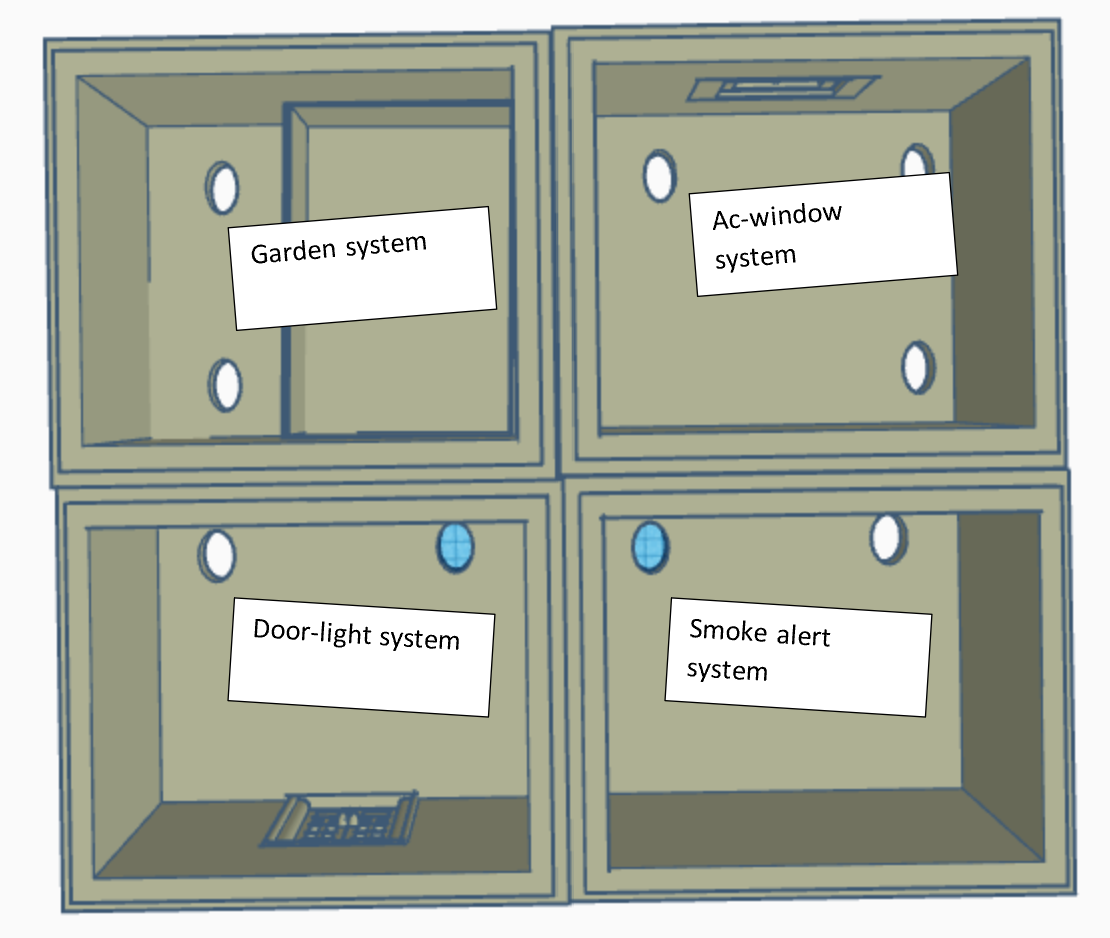 Garden system
Ac-window
system
Door-light system
Smoke alert
system